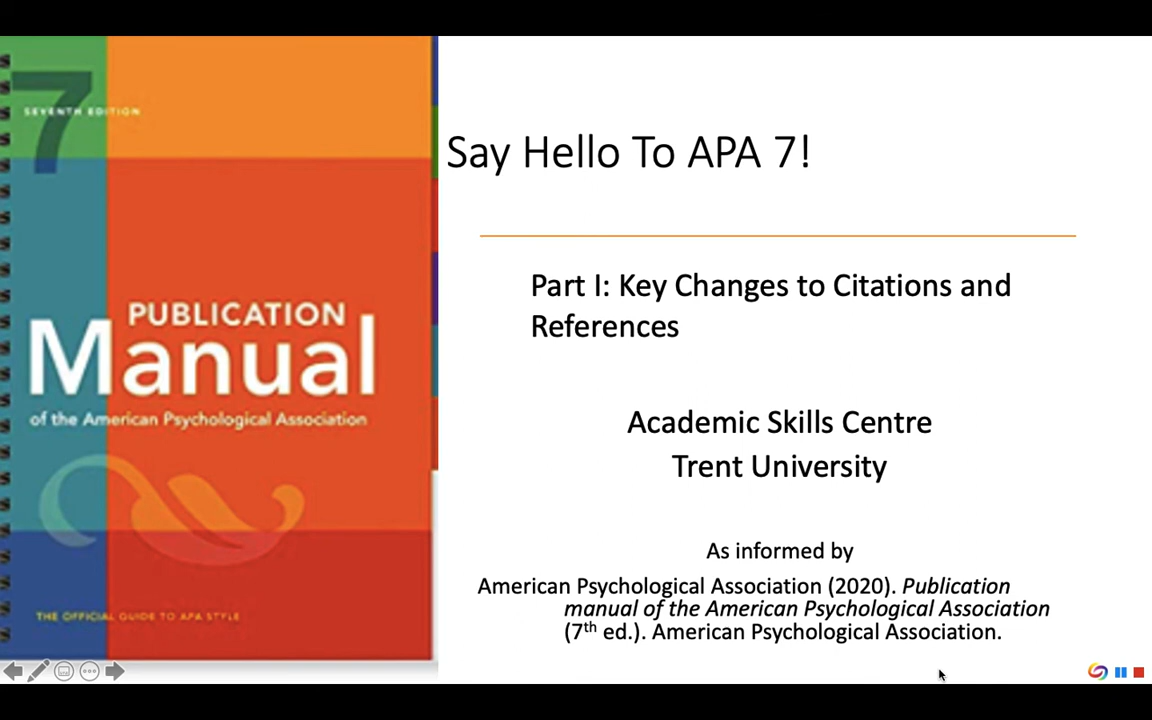 7
SEVENTH EDITION
PUBLICATION
Manual
of the American Psychological Association
THE OFFICIAL GUIDE TO APA STYLE
Say Hello To APA 7!
Part I: Key Changes to Citations and
References
Academic Skills Centre
Trent University
As informed by
American Psychological Association (2020). Publication
manual of the American Psychological Association
(7th ed.). American Psychological Association.